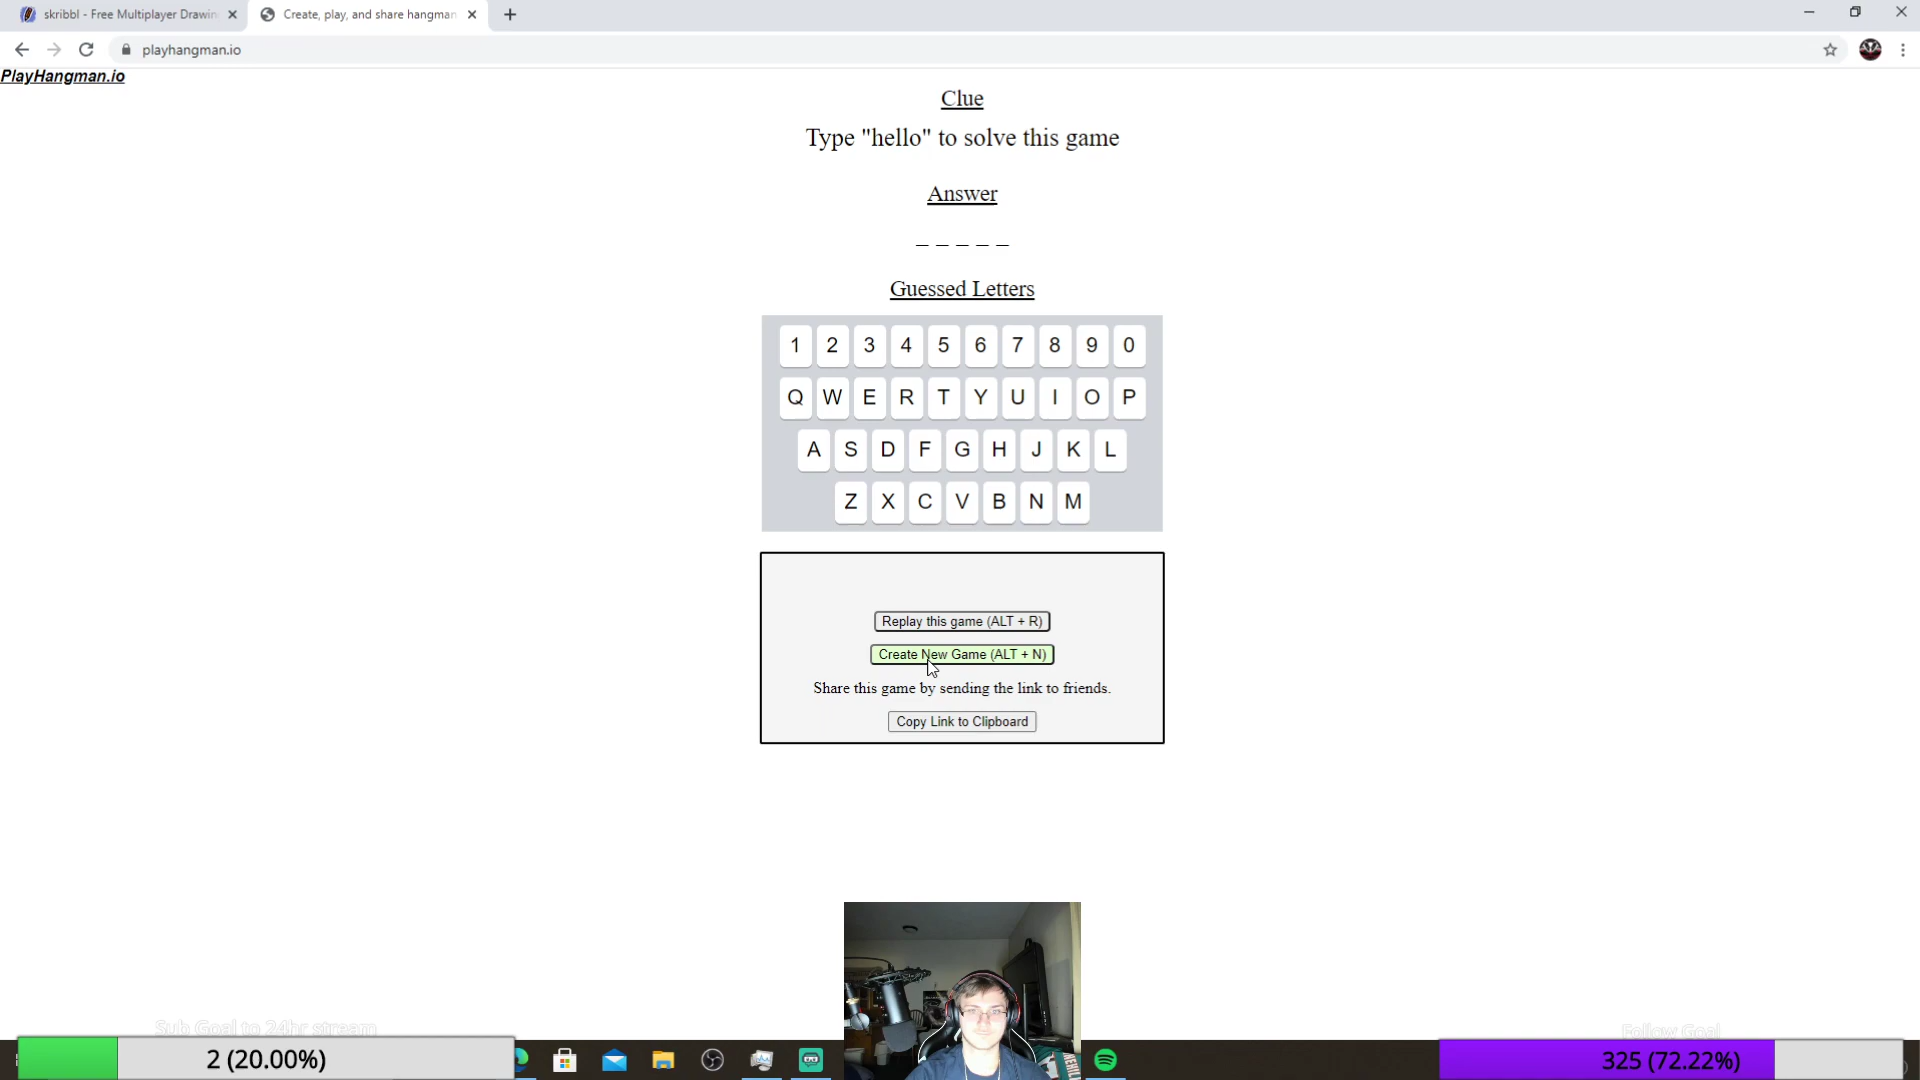 skribbl - Free Multiplayer Drawin
Create, play, and share hangman
playhangman.io
PlayHangman.io
Clue
Type "hello" to solve this game
Answer
_ _ _ _ _
Guessed Letters
1 2 3 4 5 6 7 8 9 0
Q W E R T Y U I O P
A S D F G H J K L
Z X C V B N M
Replay this game (ALT + R)
Create New Game (ALT + N)
Share this game by sending the link to friends.
Copy Link to Clipboard
Sub Goal to 24hr stream
2 (20.00%)
Follow Goal
325 (72.22%)